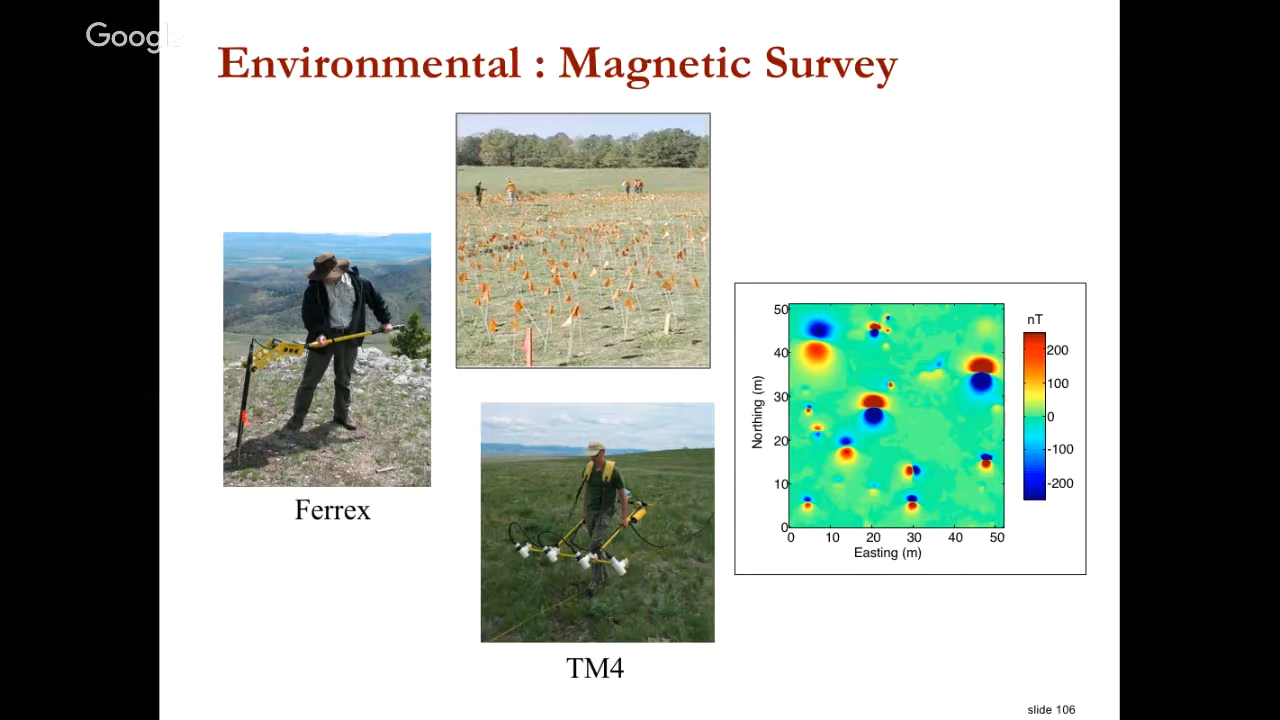 Google
Environmental : Magnetic Survey
Ferrex
TM4
nT
50
40
30
20
10
0
Northing (m)
0 10 20 30 40 50
Easting (m)
200
100
0
-100
-200
slide 106